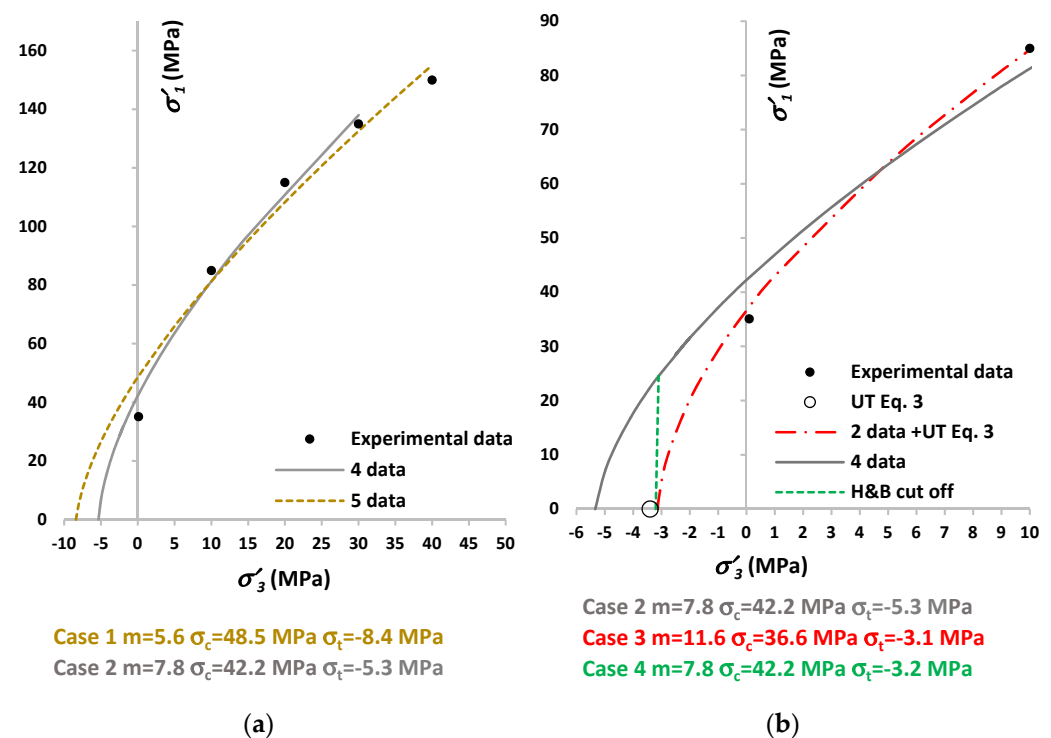 σ′1 (MPa)
160
140
120
100
80
60
40
20
0
Experimental data
4 data
5 data
-10 -5 0 5 10 15 20 25 30 35 40 45 50
σ′3 (MPa)
Case 1 m=5.6 σc=48.5 MPa σt=-8.4 MPa
Case 2 m=7.8 σc=42.2 MPa σt=-5.3 MPa
(a)
σ′1 (MPa)
90
80
70
60
50
40
30
20
10
0
Experimental data
UT Eq. 3
2 data +UT Eq. 3
4 data
H&B cut off
-6 -5 -4 -3 -2 -1 0 1 2 3 4 5 6 7 8 9 10
σ′3 (MPa)
Case 2 m=7.8 σc=42.2 MPa σt=-5.3 MPa
Case 3 m=11.6 σc=36.6 MPa σt=-3.1 MPa
Case 4 m=7.8 σc=42.2 MPa σt=-3.2 MPa
(b)